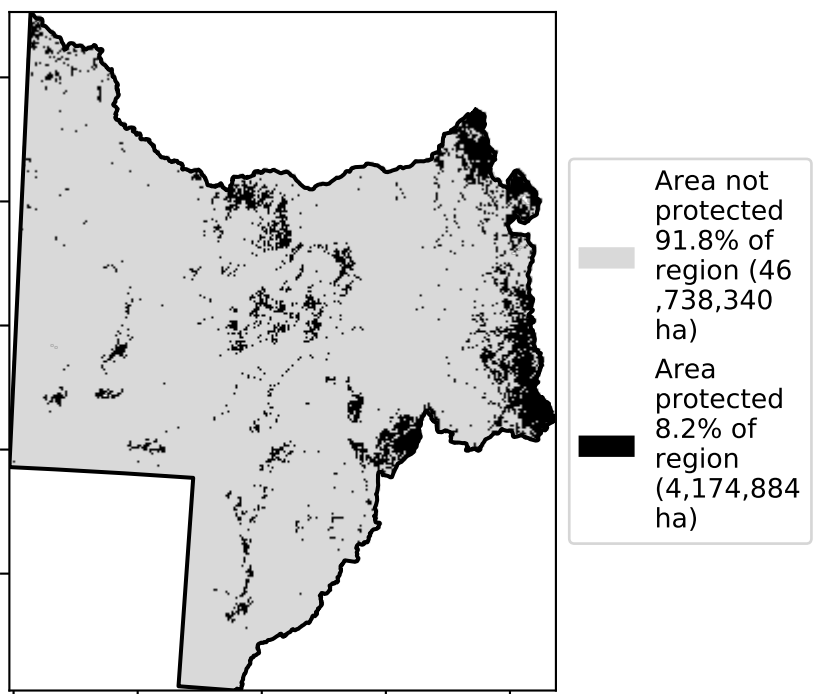 Area not
protected
91.8% of
region (46
,738,340
ha)
Area
protected
8.2% of
region
(4,174,884
ha)